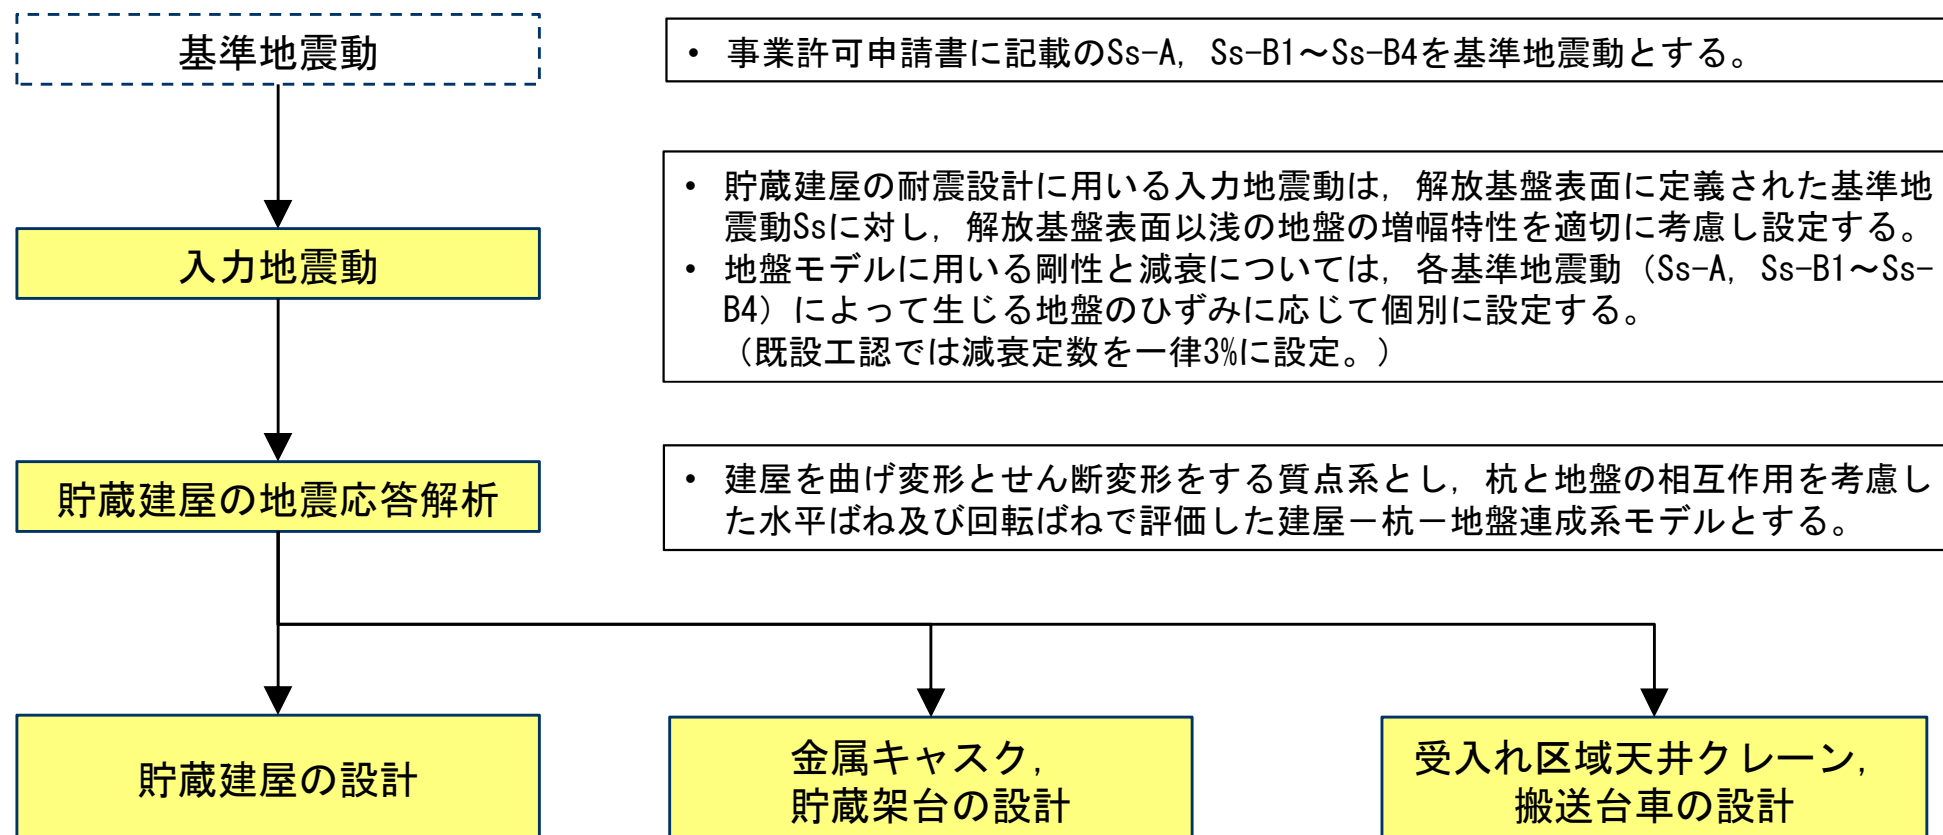 基準地震動
• 事業許可申請書に記載のSs−A，Ss−B1～Ss−B4を基準地震動とする。
• 貯蔵建屋の耐震設計に用いる入力地震動は，解放基盤表面に定義された基準地
震動Ssに対し，解放基盤表面以浅の地盤の増幅特性を適切に考慮し設定する。
• 地盤モデルに用いる剛性と減衰については，各基準地震動（Ss−A，Ss−B1～Ss−
B4）によって生じる地盤のひずみに応じて個別に設定する。
（既設工認では減衰定数を一律3%に設定。）
入力地震動
貯蔵建屋の地震応答解析
• 建屋を曲げ変形とせん断変形をする質点系とし，杭と地盤の相互作用を考慮し
た水平ばね及び回転ばねで評価した建屋－杭－地盤連成系モデルとする。
貯蔵建屋の設計
金属キャスク，
貯蔵架台の設計
受入れ区域天井クレーン，
搬送台車の設計